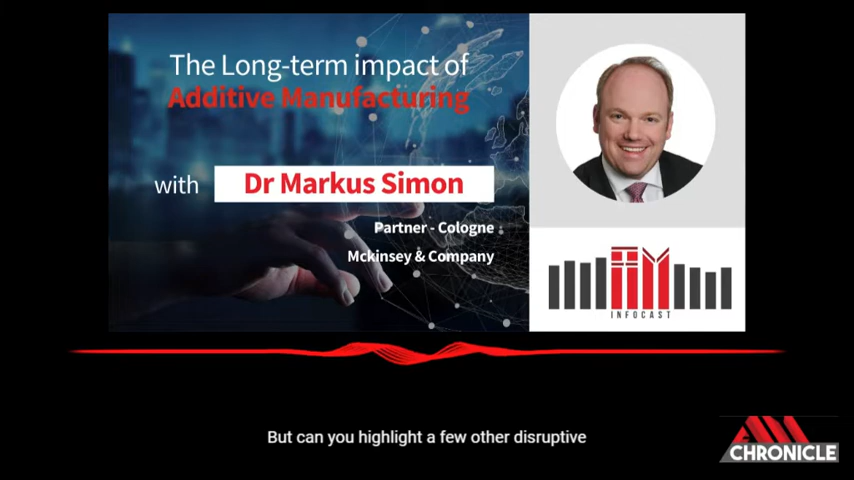 The Long-term impact of
Additive Manufacturing
with Dr Markus Simon
Partner - Cologne
Mckinsey & Company
INFOCAST
But can you highlight a few other disruptive
AM
CHRONICLE